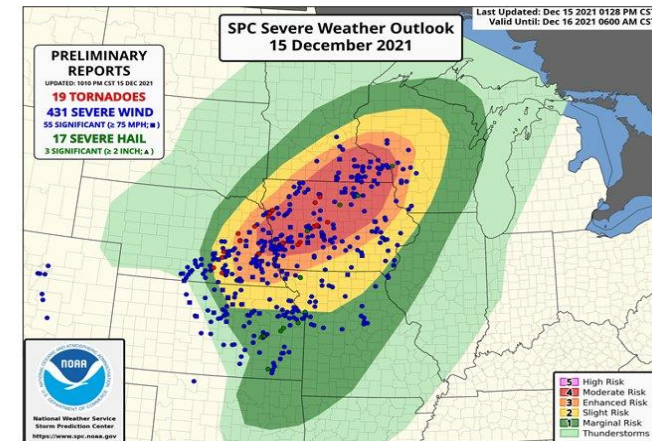 SPC Severe Weather Outlook
15 December 2021
Last Updated: Dec 15 2021 0128 PM CST
Valid Until: Dec 16 2021 0600 AM CST
PRELIMINARY
REPORTS
UPDATED: 1010 PM CST 15 DEC 2021
19 TORNADOES
431 SEVERE WIND
55 SIGNIFICANT (≥ 75 MPH; ■)
17 SEVERE HAIL
3 SIGNIFICANT (≥ 2 INCH; ▲)
NOAA
National Weather Service
Storm Prediction Center
https://www.spc.noaa.gov
5 High Risk
4 Moderate Risk
3 Enhanced Risk
2 Slight Risk
1 Marginal Risk
Thunderstorms